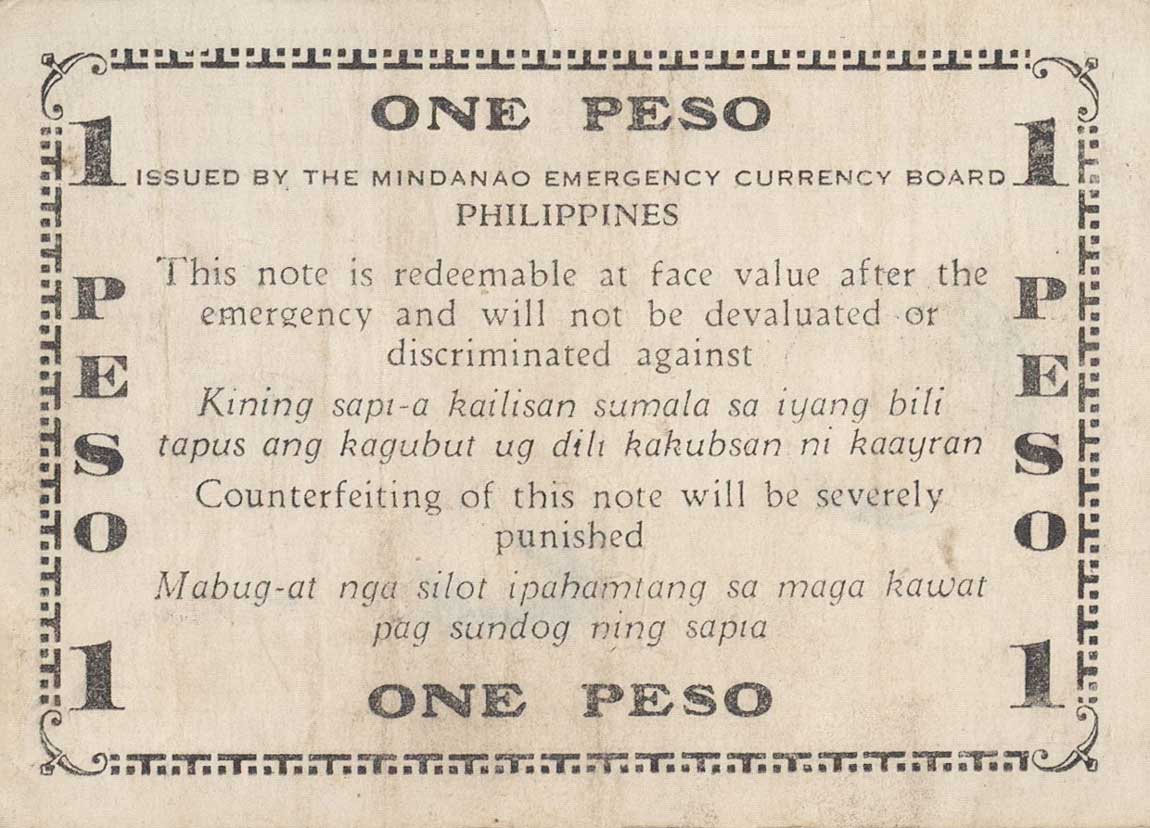 ONE PESO
1 ISSUED BY THE MINDANAO EMERGENCY CURRENCY BOARD 1
PHILIPPINES
This note is redeemable at face value after the
emergency and will not be devaluated or
discriminated against
Kining sapi-a kailisan sumala sa iyang bili
tapus ang kagubut ug dili kakubsan ni kaayran
Counterfeiting of this note will be severely
punished
Mabug-at nga silot ipahamtang sa maga kawat
pag sundog ning sapia
PESO
PESO
1 ONE PESO 1